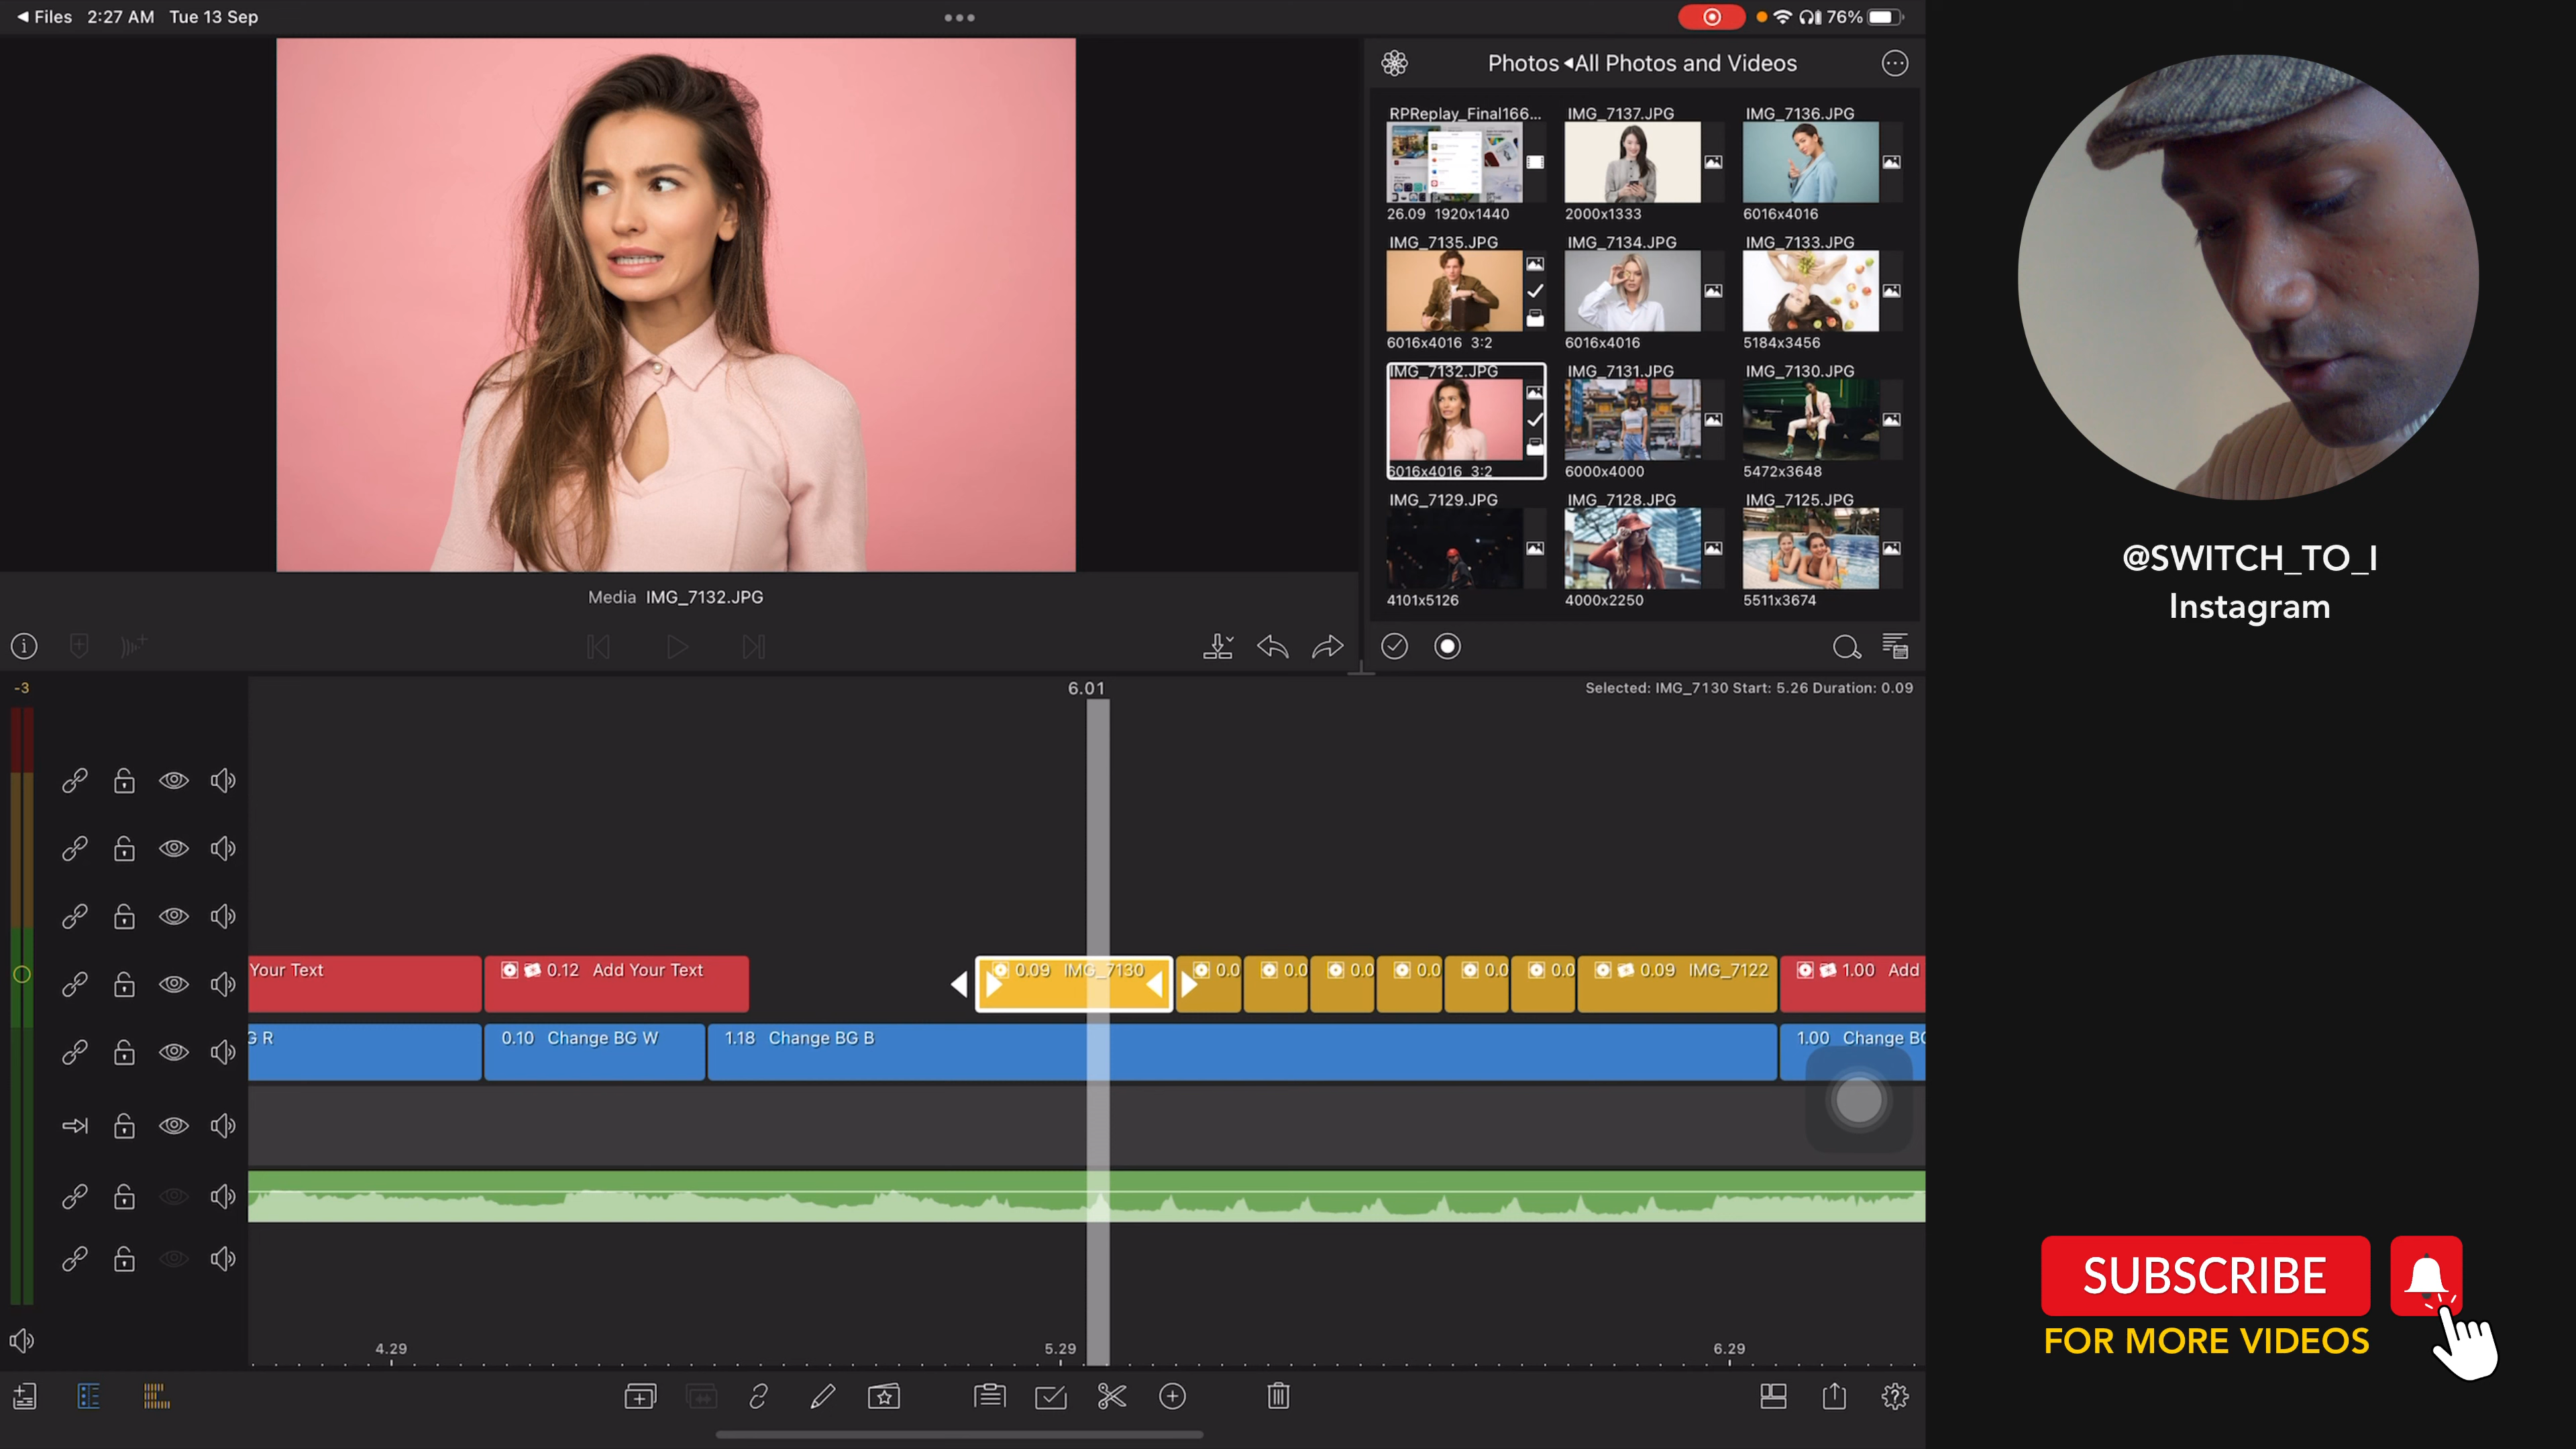 Files 2:27 AM Tue 13 Sep
76%
Photos All Photos and Videos
RPReplay_Final166... IMG_7137.JPG IMG_7136.JPG
26.09 1920x1440 2000x1333 6016x4016
IMG_7135.JPG IMG_7134.JPG IMG_7133.JPG
6016x4016 3:2 6016x4016 5184x3456
IMG_7132.JPG IMG_7131.JPG IMG_7130.JPG
6016x4016 3:2 6000x4000 5472x3648
IMG_7129.JPG IMG_7128.JPG IMG_7125.JPG
4101x5126 4000x2250 5511x3674
Media IMG_7132.JPG
@SWITCH_TO_I
Instagram
-3
6.01
Selected: IMG_7130 Start: 5.26 Duration: 0.09
Your Text
0.12 Add Your Text
0.09 IMG_7130
0.0 0.0 0.0 0.0 0.0 0.0
0.09 IMG_7122
1.00 Add
G R
0.10 Change BG W
1.18 Change BG B
1.00 Change BG
4.29 5.29 6.29
SUBSCRIBE
FOR MORE VIDEOS